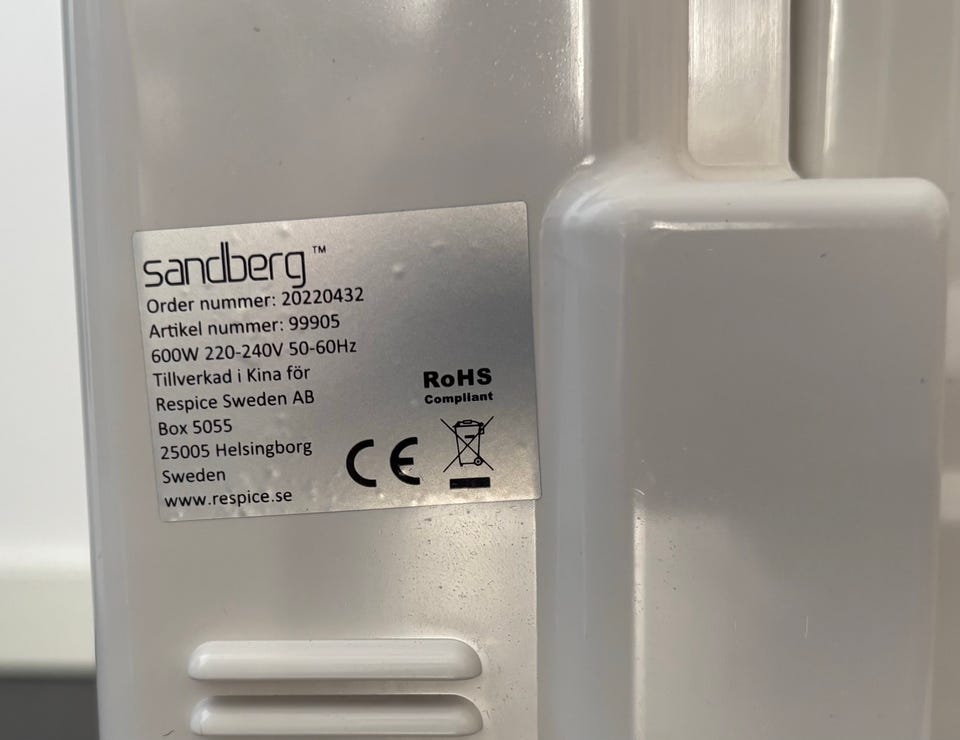 sandberg™
Order nummer: 20220432
Artikel nummer: 99905
600W 220-240V 50-60Hz
Tillverkad i Kina för
Respice Sweden AB
Box 5055
25005 Helsingborg
Sweden
www.respice.se
RoHS
Compliant
CE